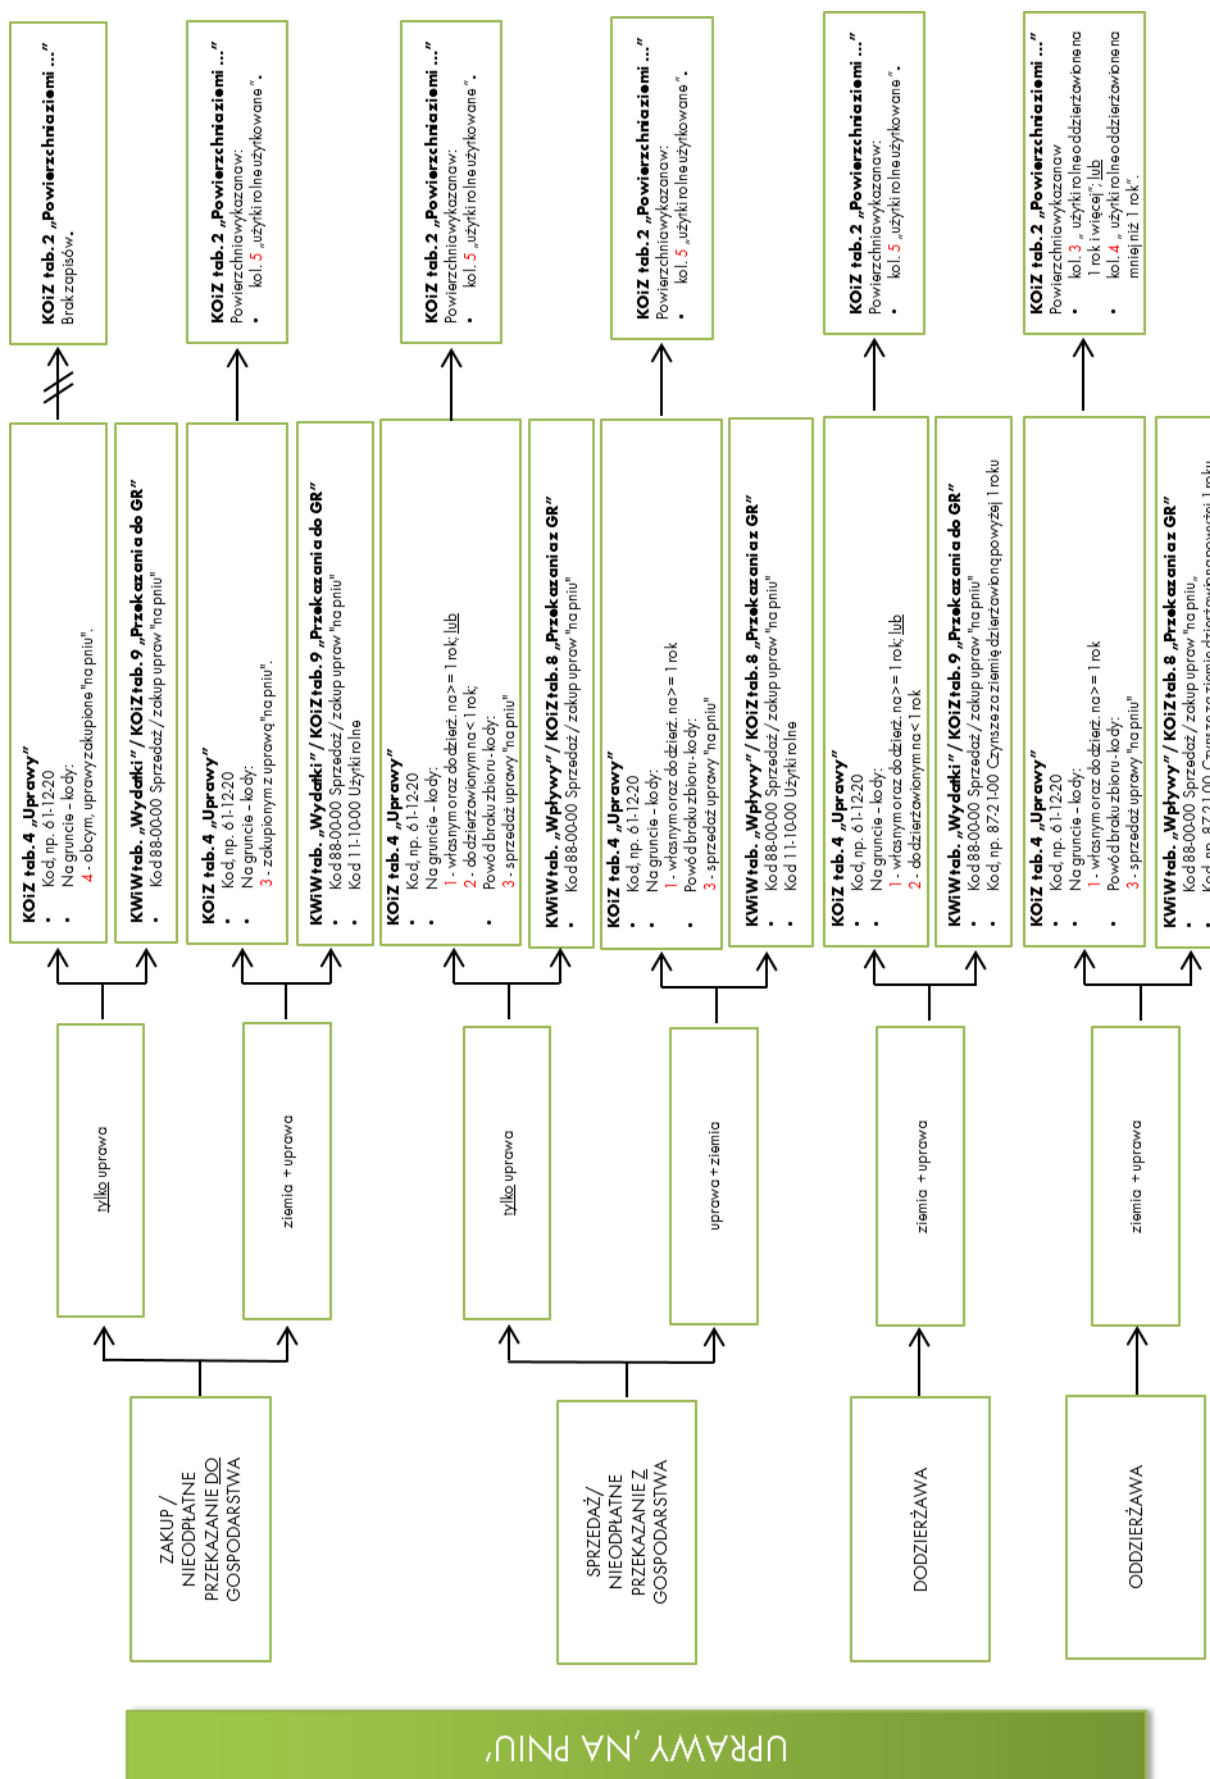 UPRAWY ‚NA PNIU’
ZAKUP /
NIEODPŁATNE
PRZEKAZANIE DO
GOSPODARSTWA
tylko uprawa
KOiZ tab.4 „Uprawy”
• Kod, np. 61-12-20
• Na gruncie – kody:
4 - obcym, uprawy zakupione "na pniu".
KWiW tab. „Wydatki” / KOiZ tab.9 „Przekazania do GR”
• Kod 88-00-00 Sprzedaż / zakup upraw "na pniu"
KOiZ tab.2 „Powierzchnia ziemi ...”
Brak zapisów.
ziemia + uprawa
KOiZ tab.4 „Uprawy”
• Kod, np. 61-12-20
• Na gruncie – kody:
3 - zakupionym z uprawą "na pniu".
KWiW tab. „Wydatki” / KOiZ tab.9 „Przekazania do GR”
• Kod 88-00-00 Sprzedaż / zakup upraw "na pniu"
• Kod 11-10-00 Użytki rolne
KOiZ tab.2 „Powierzchnia ziemi ...”
Powierzchnia wykazana w:
• kol. 5 „użytki rolne użytkowane”.
SPRZEDAŻ/
NIEODPŁATNE
PRZEKAZANIE Z
GOSPODARSTWA
tylko uprawa
KOiZ tab.4 „Uprawy”
• Kod, np. 61-12-20
• Na gruncie – kody:
1 - własnym oraz dodzierż. na >= 1 rok; lub
2 - dodzierżawionym na < 1 rok;
• Powód braku zbioru - kody:
3 - sprzedaż uprawy "na pniu"
KWiW tab. „Wpływy” / KOiZ tab.8 „Przekazania z GR”
• Kod 88-00-00 Sprzedaż / zakup upraw "na pniu"
KOiZ tab.2 „Powierzchnia ziemi ...”
Powierzchnia wykazana w:
• kol. 5 „użytki rolne użytkowane”.
uprawa + ziemia
KOiZ tab.4 „Uprawy”
• Kod, np. 61-12-20
• Na gruncie – kody:
1 - własnym oraz dodzierż. na >= 1 rok
• Powód braku zbioru - kody:
3 - sprzedaż uprawy "na pniu"
KWiW tab. „Wpływy” / KOiZ tab.8 „Przekazania z GR”
• Kod 88-00-00 Sprzedaż / zakup upraw "na pniu"
• Kod 11-10-00 Użytki rolne
KOiZ tab.2 „Powierzchnia ziemi ...”
Powierzchnia wykazana w:
• kol. 5 „użytki rolne użytkowane”.
DODZIERŻAWA
ziemia + uprawa
KOiZ tab.4 „Uprawy”
• Kod, np. 61-12-20
• Na gruncie – kody:
1 - własnym oraz dodzierż. na >= 1 rok; lub
2 - dodzierżawionym na < 1 rok
KWiW tab. „Wydatki” / KOiZ tab.9 „Przekazania do GR”
• Kod 88-00-00 Sprzedaż / zakup upraw "na pniu"
• Kod, np. 87-21-00 Czynsze za ziemię dzierżawioną powyżej 1 roku
KOiZ tab.2 „Powierzchnia ziemi ...”
Powierzchnia wykazana w:
• kol. 5 „użytki rolne użytkowane”.
ODDZIERŻAWA
ziemia + uprawa
KOiZ tab.4 „Uprawy”
• Kod, np. 61-12-20
• Na gruncie – kody:
1 - własnym oraz dodzierż. na >= 1 rok
• Powód braku zbioru - kody:
3 - sprzedaż uprawy "na pniu"
KWiW tab. „Wpływy” / KOiZ tab.8 „Przekazania z GR”
• Kod 88-00-00 Sprzedaż / zakup upraw "na pniu„
• Kod, np. 87-21-00 Czynsze za ziemię dzierżawioną powyżej 1 roku
KOiZ tab.2 „Powierzchnia ziemi ...”
Powierzchnia wykazana w
• kol. 3 „ użytki rolne oddzierżawione na
1 rok i więcej”; lub
• kol. 4 „ użytki rolne oddzierżawione na
mniej niż 1 rok”.